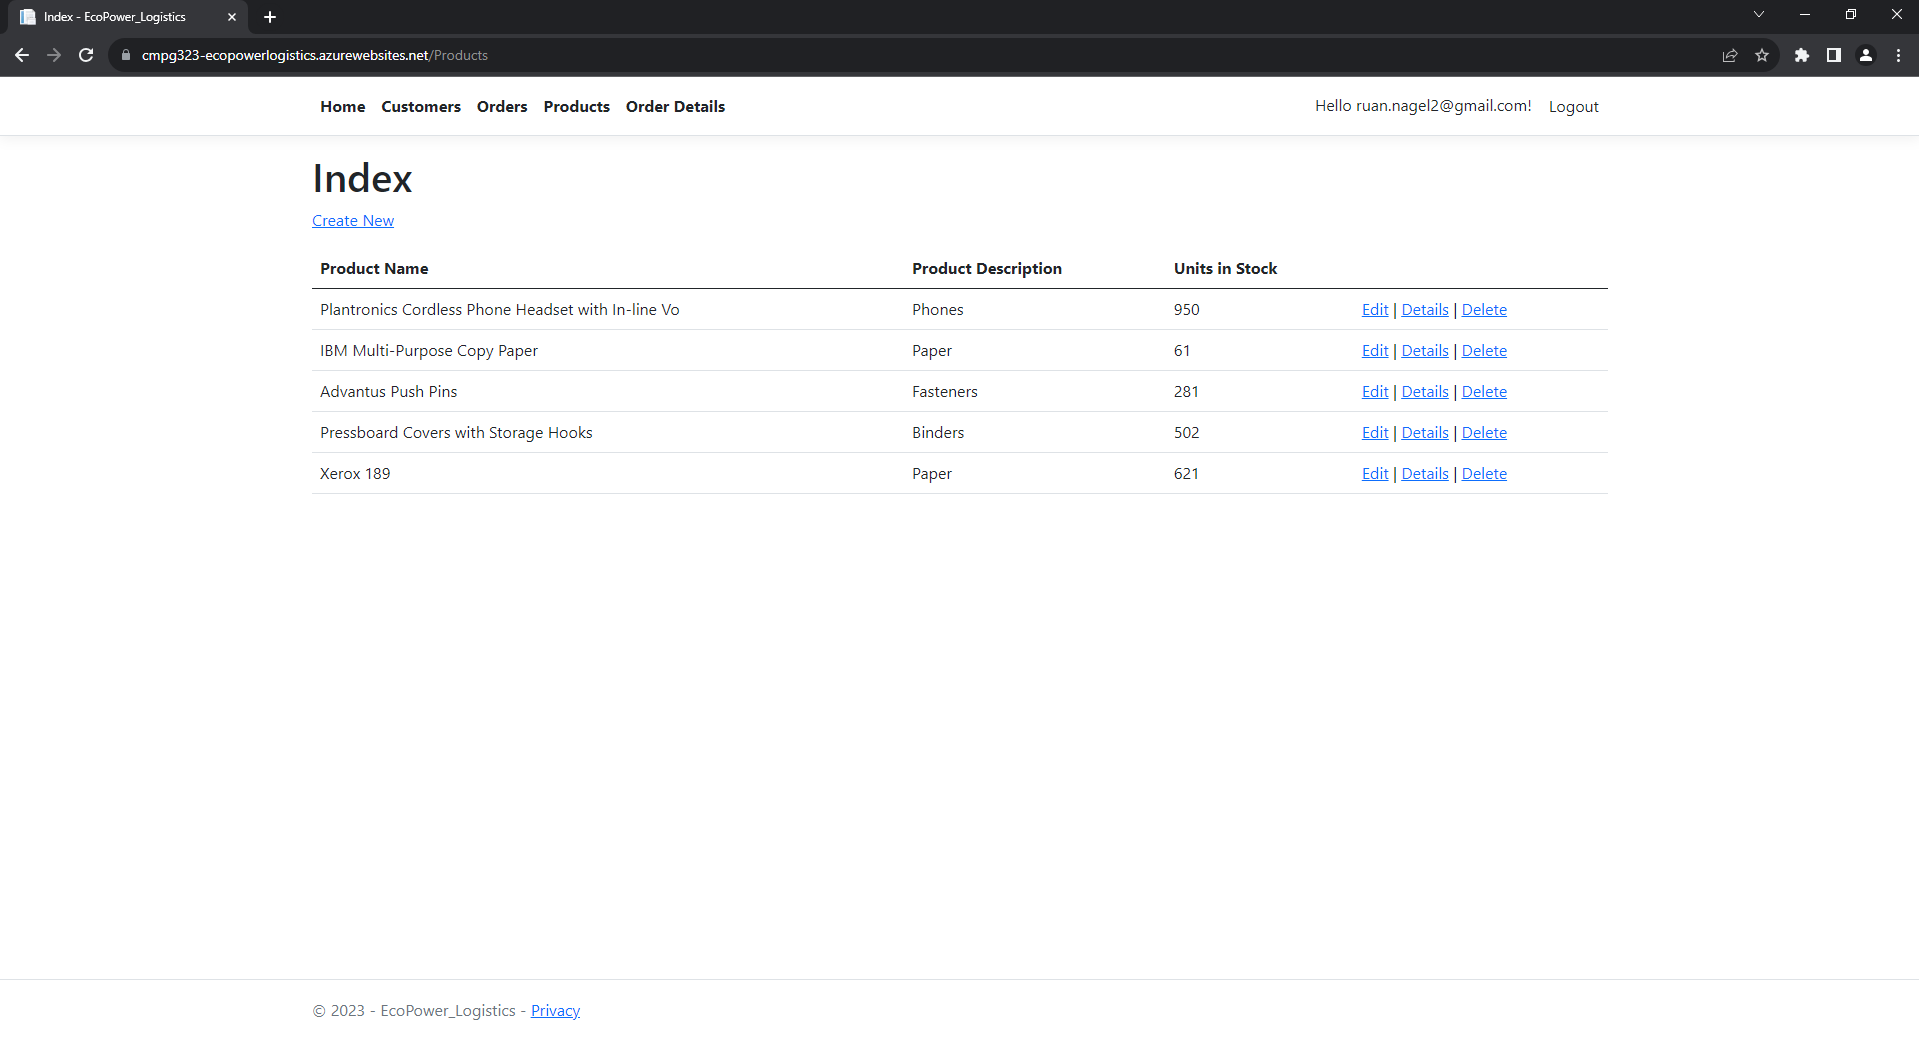 Index - EcoPower_Logistics
cmpg323-ecopowerlogistics.azurewebsites.net/Products
Home Customers Orders Products Order Details Hello ruan.nagel2@gmail.com! Logout
Index
Create New
Product Name Product Description Units in Stock
Plantronics Cordless Phone Headset with In-line Vo Phones 950 Edit | Details | Delete
IBM Multi-Purpose Copy Paper Paper 61 Edit | Details | Delete
Advantus Push Pins Fasteners 281 Edit | Details | Delete
Pressboard Covers with Storage Hooks Binders 502 Edit | Details | Delete
Xerox 189 Paper 621 Edit | Details | Delete
© 2023 - EcoPower_Logistics - Privacy